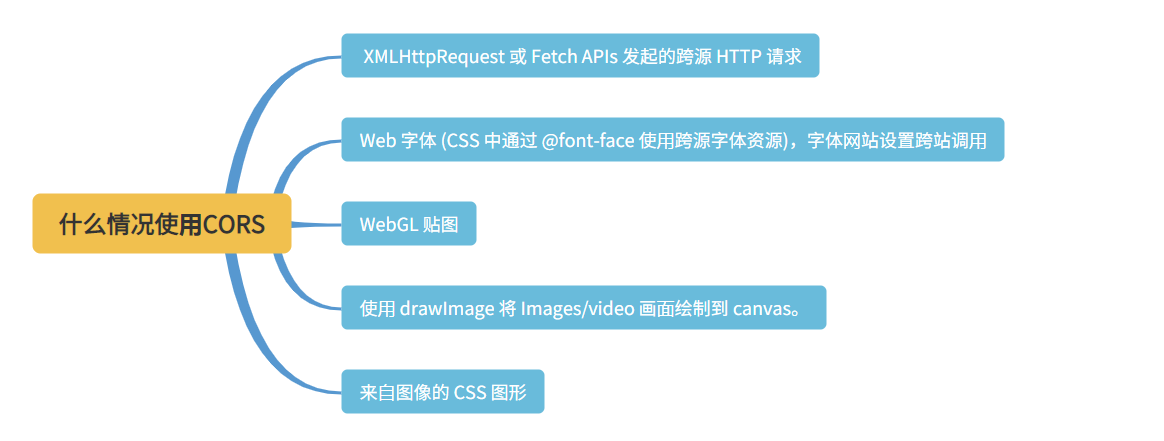 XMLHttpRequest 或 Fetch APIs 发起的跨源 HTTP 请求
Web 字体 (CSS 中通过 @font-face 使用跨源字体资源)，字体网站设置跨站调用
什么情况使用CORS
WebGL 贴图
使用 drawImage 将 Images/video 画面绘制到 canvas。
来自图像的 CSS 图形